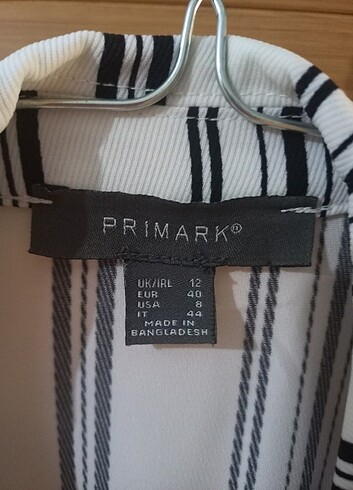 PRIMARK®
UK/IRL 12
EUR 40
USA 8
IT 44
MADE IN
BANGLADESH